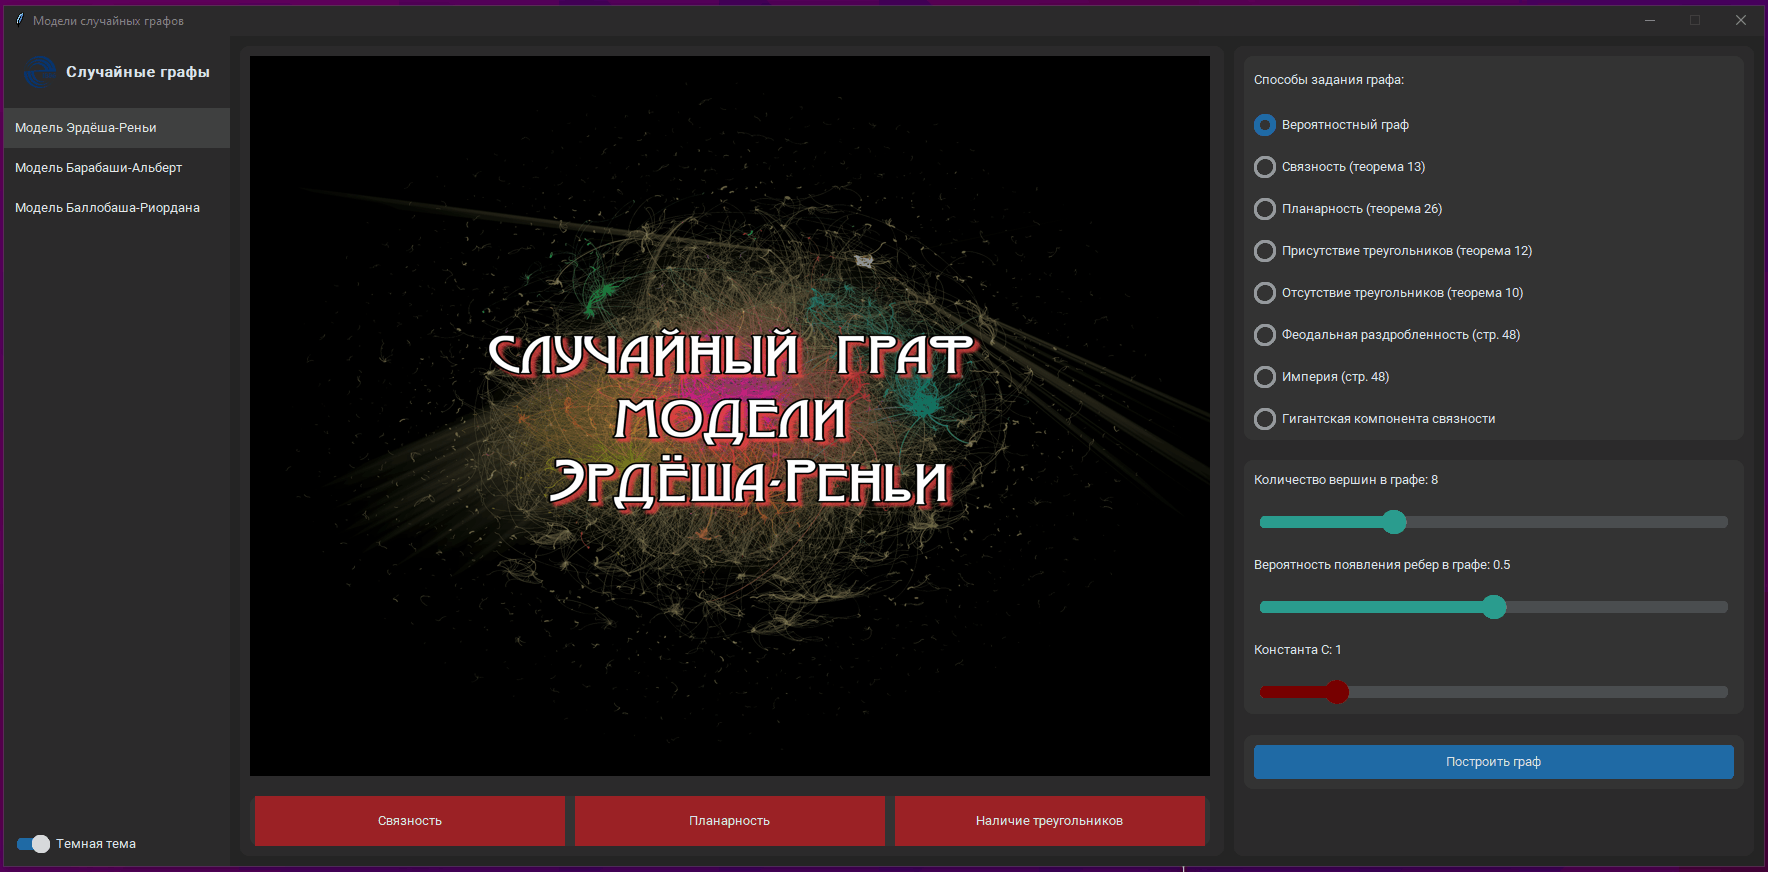 Модели случайных графов
Случайные графы
Модель Эрдёша-Реньи
Модель Барабаши-Альберт
Модель Баллобаша-Риордана
Темная тема
СЛУЧАЙНЫЙ ГРАФ
МОДЕЛИ
ЭРДЁША-РЕНЬИ
Связность
Планарность
Наличие треугольников
Способы задания графа:
Вероятностный граф
Связность (теорема 13)
Планарность (теорема 26)
Присутствие треугольников (теорема 12)
Отсутствие треугольников (теорема 10)
Феодальная раздробленность (стр. 48)
Империя (стр. 48)
Гигантская компонента связности
Количество вершин в графе: 8
Вероятность появления ребер в графе: 0.5
Константа С: 1
Построить граф